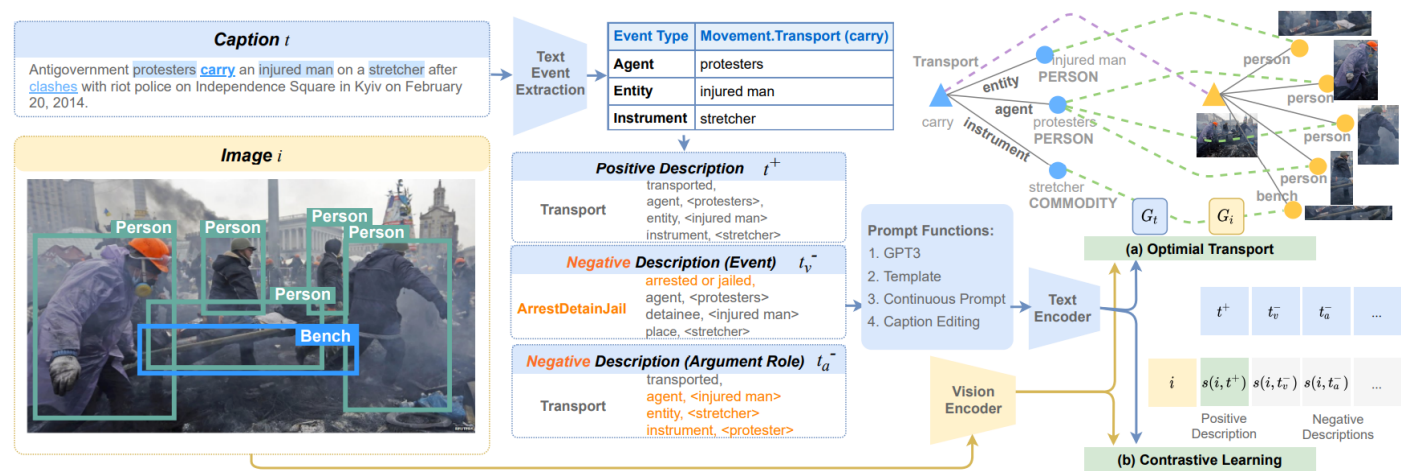 Caption t
Antigovernment protesters carry an injured man on a stretcher after
clashes with riot police on Independence Square in Kyiv on February
20, 2014.
Image i
Person
Person
Person
Person
Person
Bench
Text
Event
Extraction
Event Type Movement.Transport (carry)
Agent protesters
Entity injured man
Instrument stretcher
Positive Description t+
Transport
transported,
agent, <protesters>,
entity, <injured man>
instrument, <stretcher>
Negative Description (Event) tv-
ArrestDetainJail
arrested or jailed,
agent, <protesters>
detainee, <injured man>
place, <stretcher>
Negative Description (Argument Role) ta-
Transport
transported,
agent, <injured man>
entity, <stretcher>
instrument, <protester>
Prompt Functions:
1. GPT3
2. Template
3. Continuous Prompt
4. Caption Editing
Text
Encoder
Vision
Encoder
Transport
carry
entity
agent
instrument
injured man
PERSON
protesters
PERSON
stretcher
COMMODITY
person
person
person
person
bench
Gt
Gi
(a) Optimial Transport
t+ tv- ta- ...
i s(i, t+) s(i, tv-) s(i, ta-) ...
Positive
Description
Negative
Descriptions
(b) Contrastive Learning